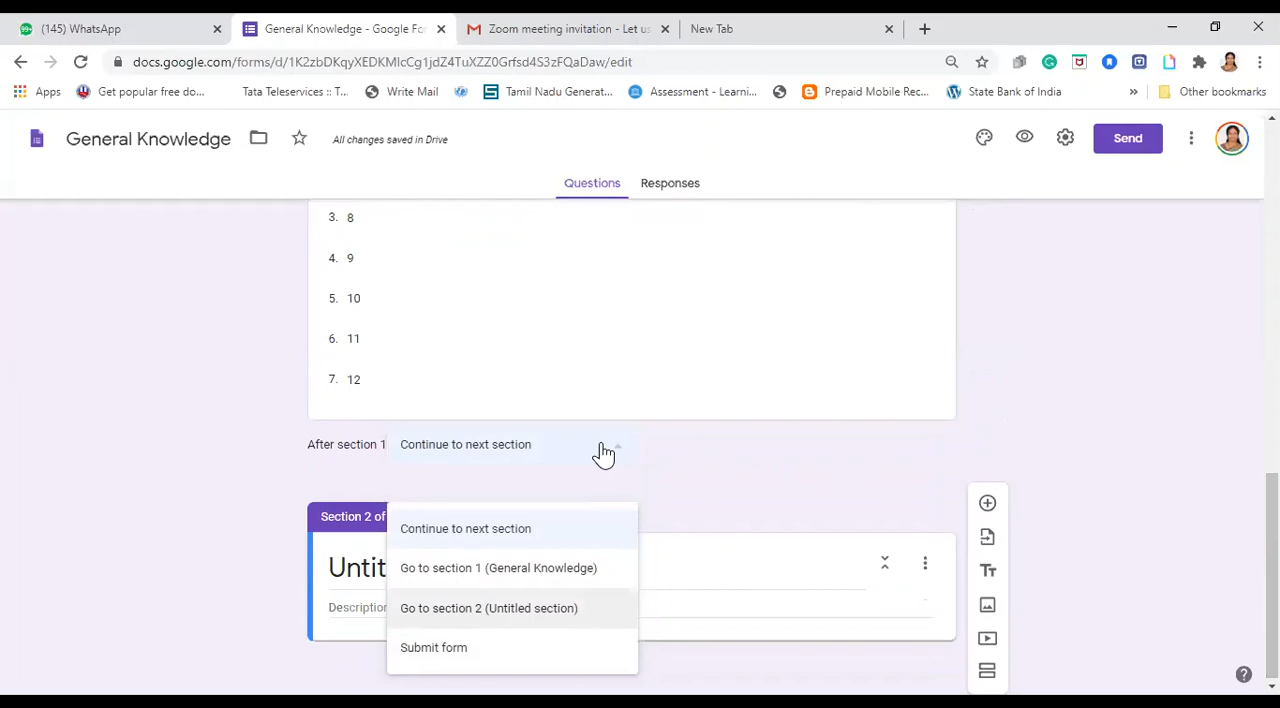 99+ (145) WhatsApp
General Knowledge - Google Fo
Zoom meeting invitation - Let us
New Tab
docs.google.com/forms/d/
/edit
Apps
Get popular free do...
Tata Teleservices :: T...
Write Mail
Tamil Nadu Generat...
Assessment - Learni...
Prepaid Mobile Rec...
State Bank of India
»
Other bookmarks
General Knowledge
All changes saved in Drive
Send
Questions
Responses
3. 8
4. 9
5. 10
6. 11
7. 12
After section 1 Continue to next section
Section 2 of
Continue to next section
Untit
Go to section 1 (General Knowledge)
Description
Go to section 2 (Untitled section)
Submit form